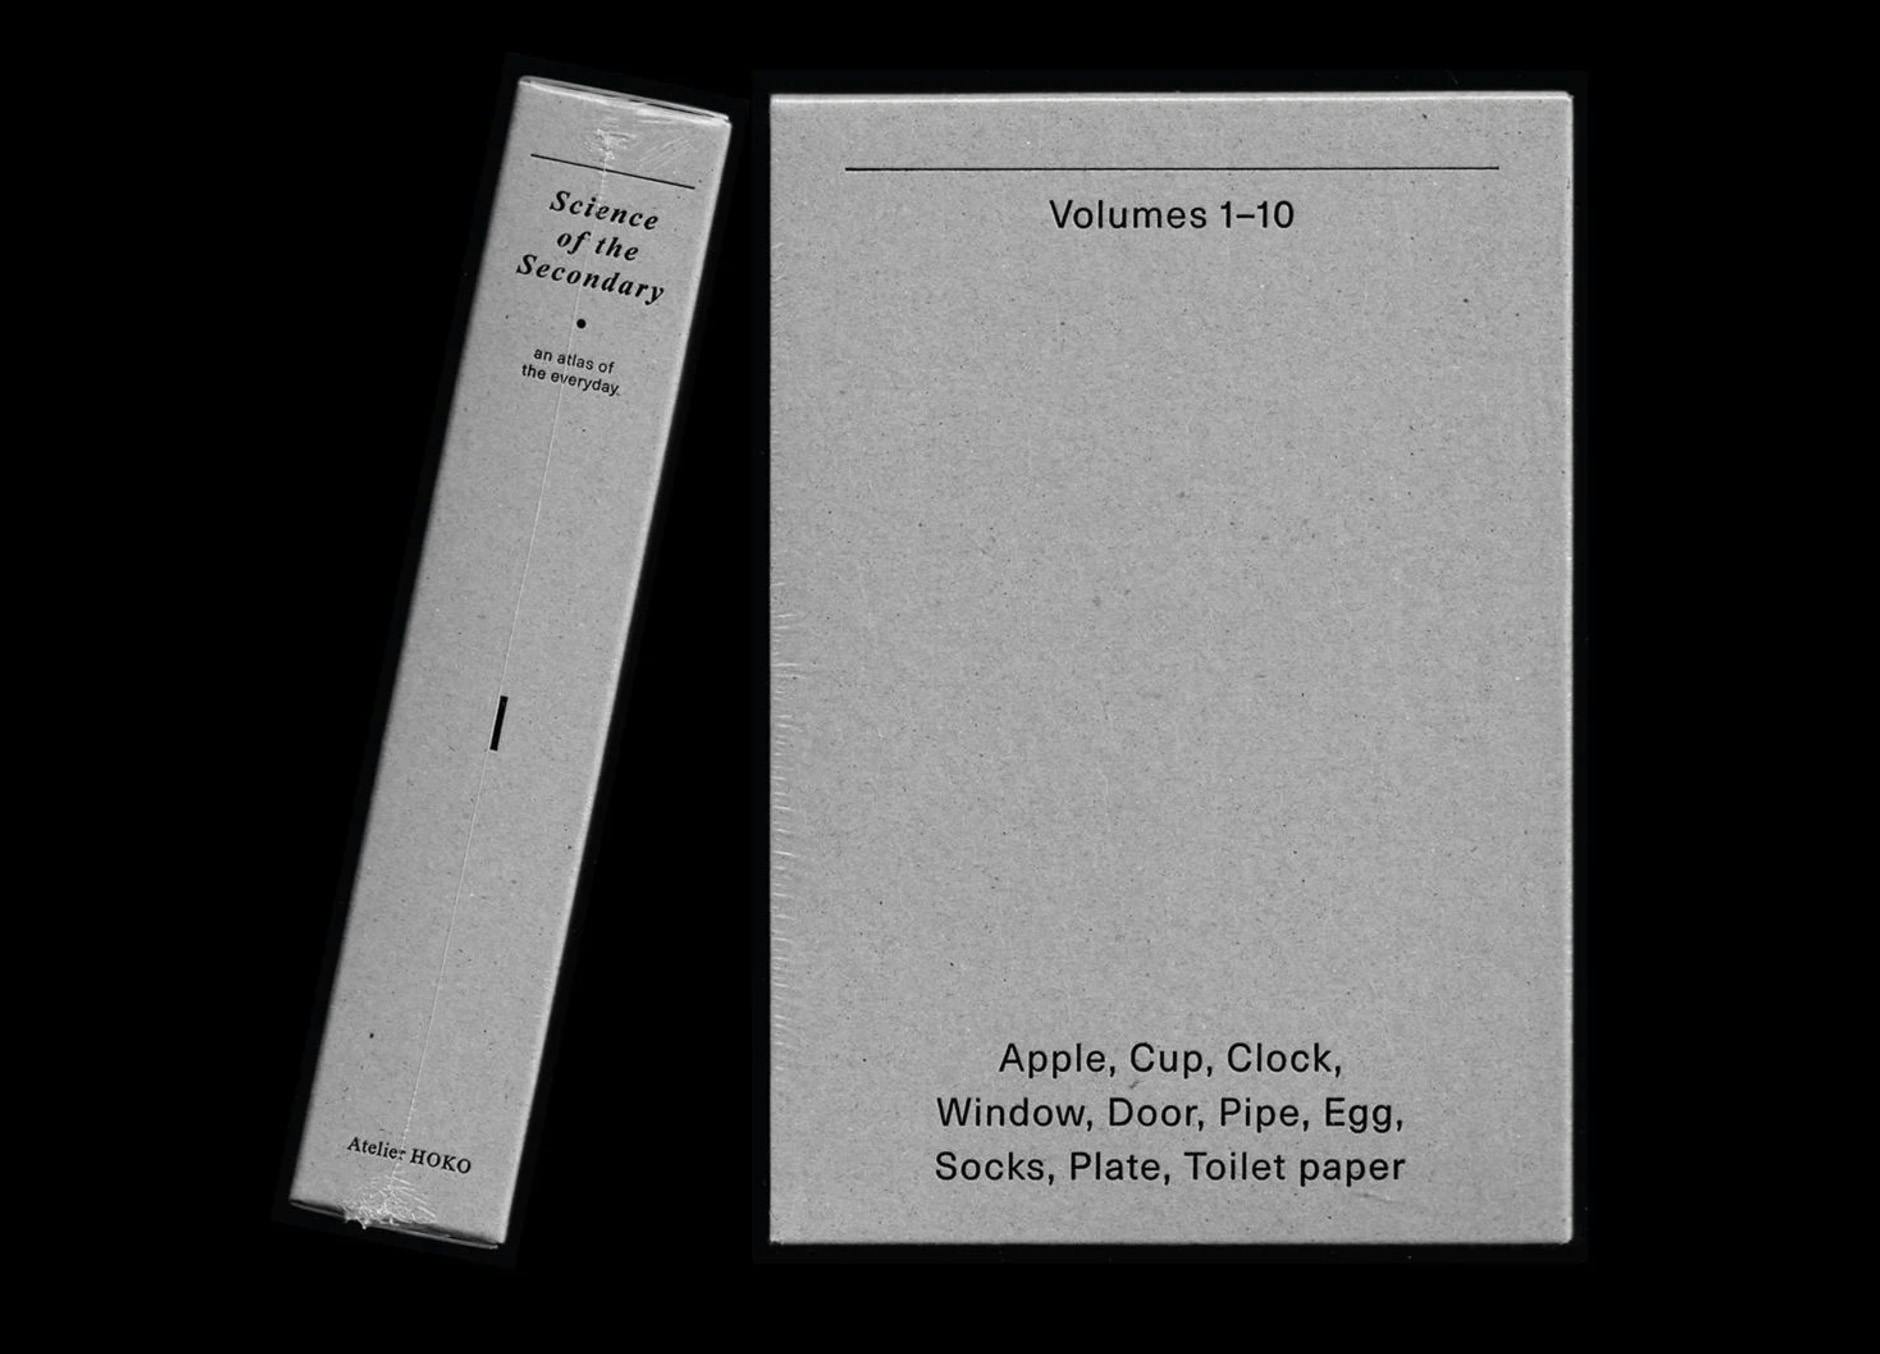 Science
of the
Secondary
•
an atlas of
the everyday.
Atelier HOKO
Volumes 1–10
Apple, Cup, Clock,
Window, Door, Pipe, Egg,
Socks, Plate, Toilet paper